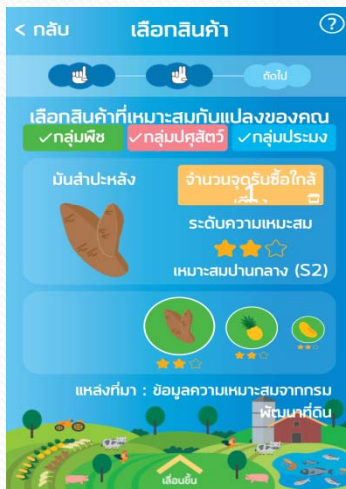 < กลับ เลือกสินค้า ?
ถัดไป
เลือกสินค้าที่เหมาะสมกับแปลงของคุณ
✓กลุ่มพืช ✓กลุ่มปศุสัตว์ ✓กลุ่มประมง
มันสำปะหลัง
จำนวนจุดรับซื้อใกล้
1
ระดับความเหมาะสม
เหมาะสมปานกลาง (S2)
แหล่งที่มา : ข้อมูลความเหมาะสมจากกรม
พัฒนาที่ดิน
เลื่อนขึ้น